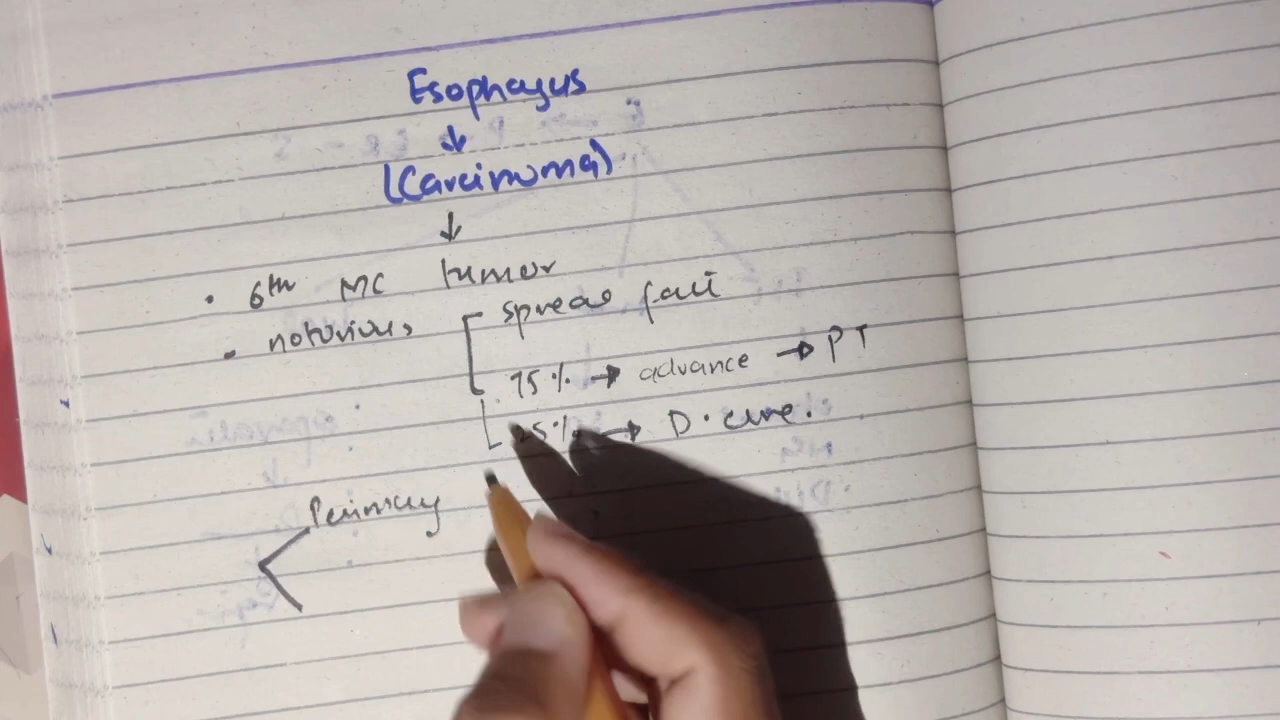 Esophagus
↓
(Carcinoma)
↓
• 6th MC tumor
• notorious
spread fast
75% → advance → PT
25% → D. cure.
Primary